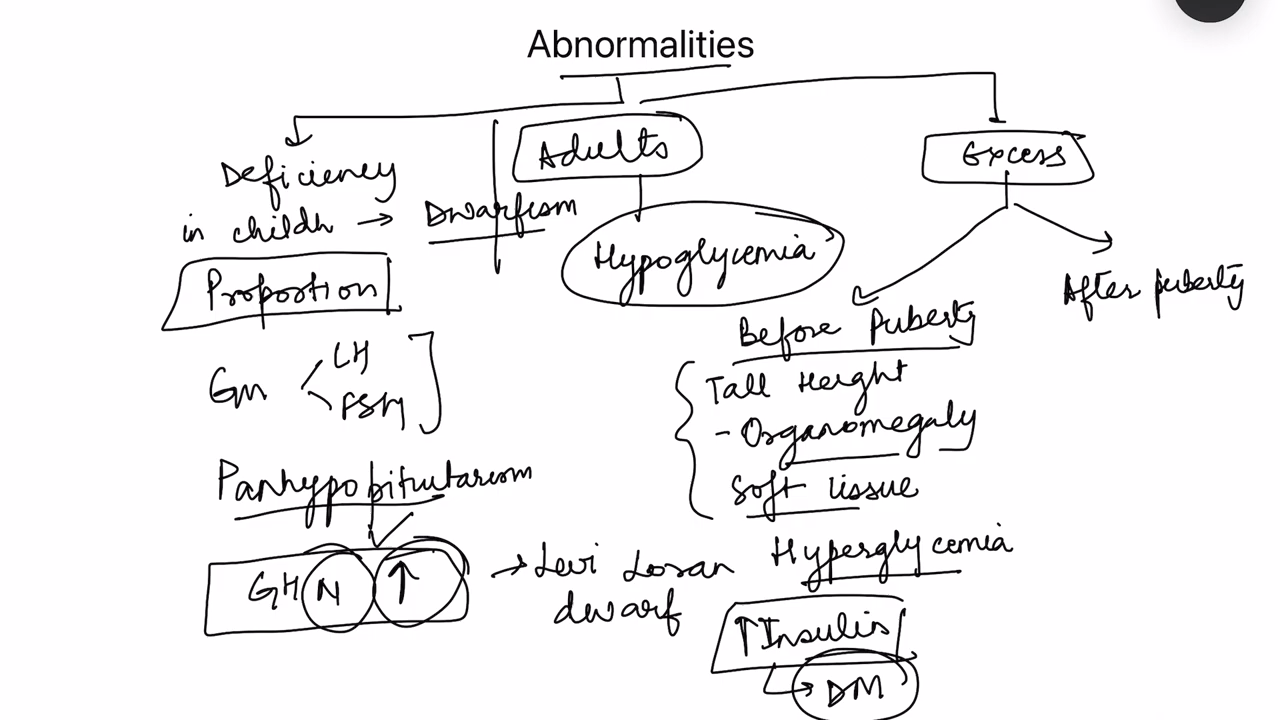 Abnormalities
Deficiency
in childh → Dwarfism
Proportion
Gn LH
FSH
Panhypopituitarism
GH N ↑ → Levi Loran
dwarf
Adults
Hypoglycemia
Excess
Before Puberty
Tall Height
- Organomegaly
Soft tissue
Hyperglycemia
↑ Insulin
→ DM
After puberty